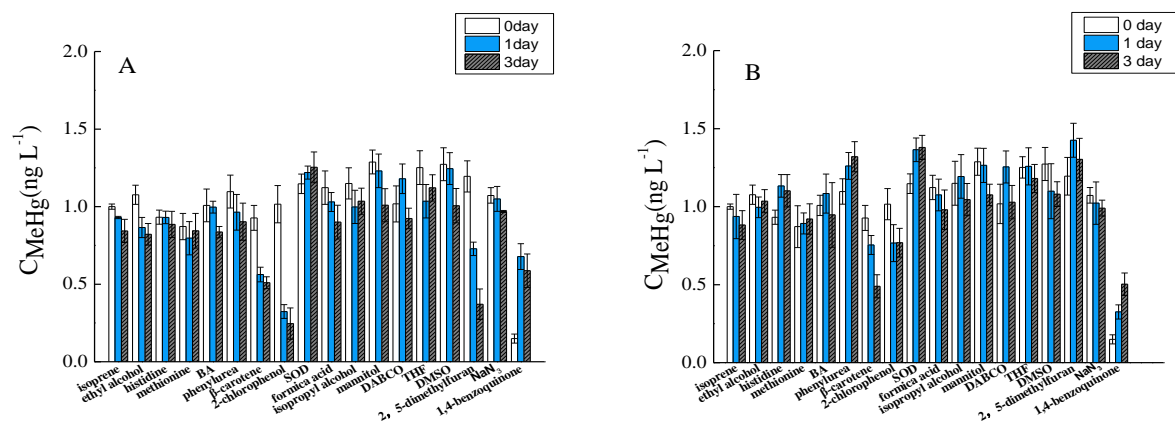 A
0day
1day
3day
2.0
1.5
1.0
0.5
0.0
C MeHg(ng L⁻¹)
isoprene
ethyl alcohol
histidine
methionine
BA
phenylurea
β-carotene
2-chlorophenol
SOD
formica acid
isopropyl alcohol
mannitol
DABCO
THF
DMSO
2, 5-dimethylfuran
NaN₃
1,4-benzoquinone
B
0 day
1 day
3 day
2.0
1.5
1.0
0.5
0.0
C MeHg(ng L⁻¹)
isoprene
ethyl alcohol
histidine
methionine
BA
phenylurea
β-carotene
2-chlorophenol
SOD
formica acid
isopropyl alcohol
mannitol
DABCO
THF
DMSO
2, 5-dimethylfuran
NaN₃
1,4-benzoquinone